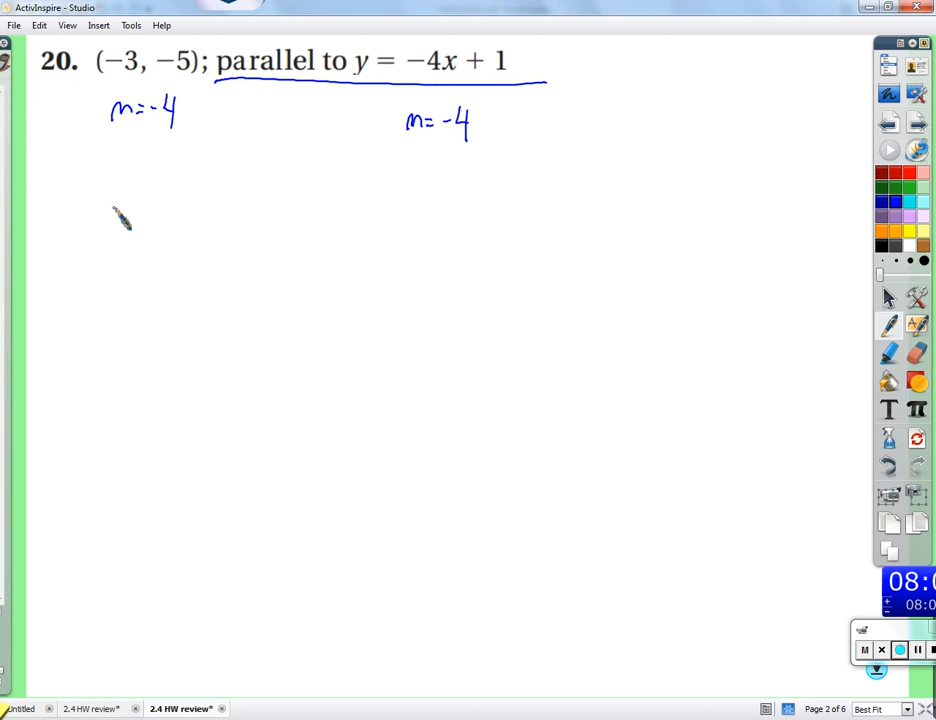 ActivInspire - Studio
File Edit View Insert Tools Help
20. (−3, −5); parallel to y = −4x + 1
m=-4
m=-4
08:0
08:0
M
ntitled
2.4 HW review*
2.4 HW review*
Page 2 of 6
Best Fit